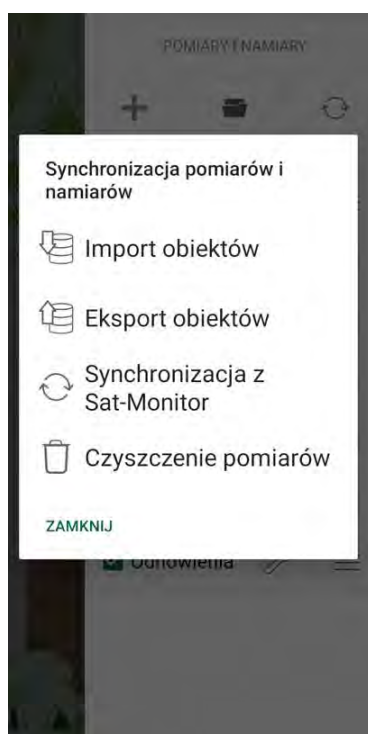 POMIARY I NAMIARY
Synchronizacja pomiarów i
namiarów
Import obiektów
Eksport obiektów
Synchronizacja z
Sat-Monitor
Czyszczenie pomiarów
ZAMKNIJ
Odnowienia